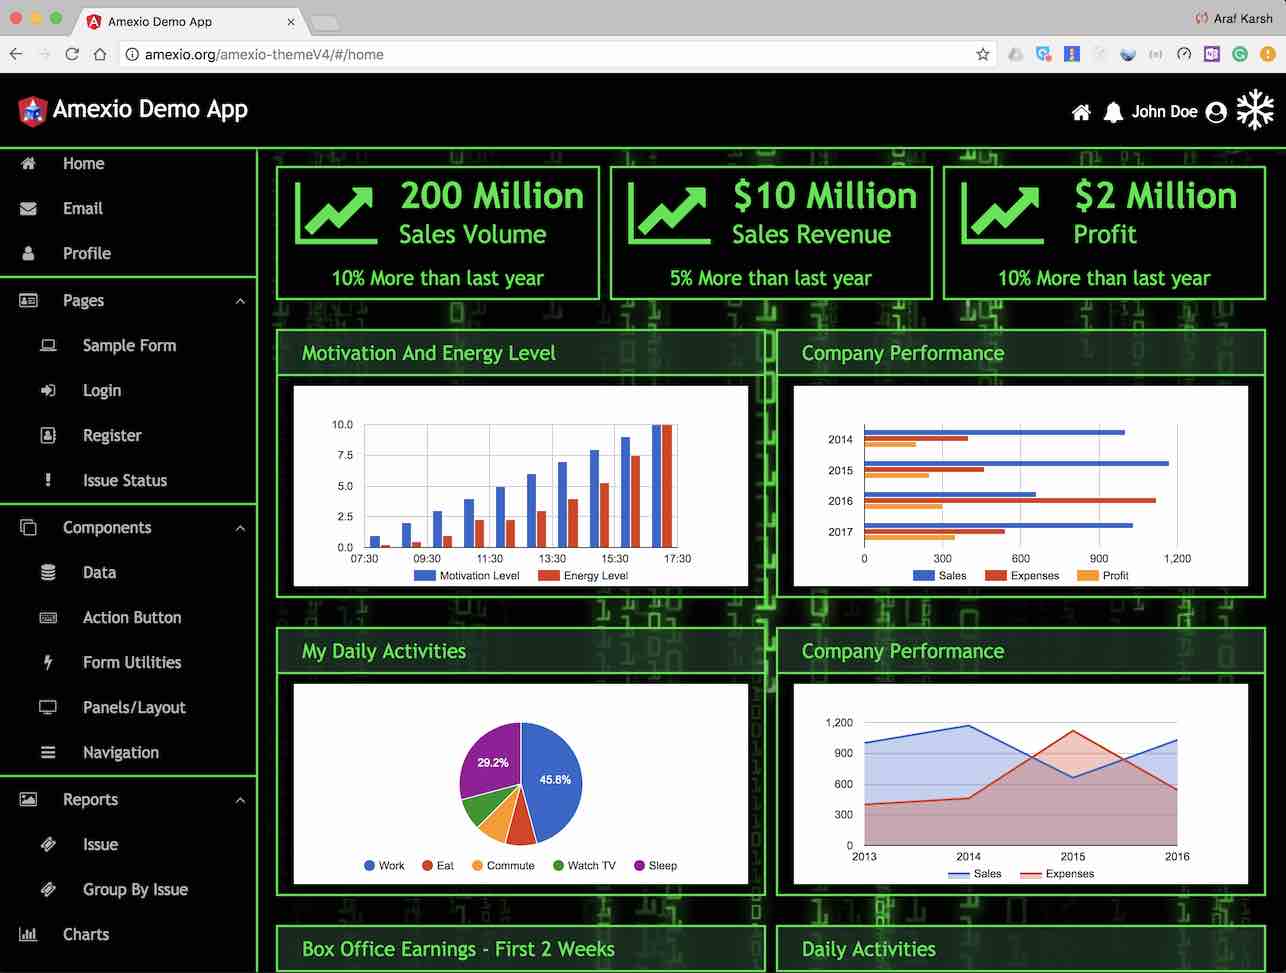 Amexio Demo App
Araf Karsh
amexio.org/amexio-themeV4/#/home
Amexio Demo App
John Doe
Home
Email
Profile
Pages
Sample Form
Login
Register
Issue Status
Components
Data
Action Button
Form Utilities
Panels/Layout
Navigation
Reports
Issue
Group By Issue
Charts
200 Million
Sales Volume
10% More than last year
$10 Million
Sales Revenue
5% More than last year
$2 Million
Profit
10% More than last year
Motivation And Energy Level
10.0
7.5
5.0
2.5
0.0
07:30 09:30 11:30 13:30 15:30 17:30
Motivation Level Energy Level
Company Performance
2014
2015
2016
2017
0 300 600 900 1,200
Sales Expenses Profit
My Daily Activities
29.2%
45.8%
Work Eat Commute Watch TV Sleep
Company Performance
1,200
900
600
300
0
2013 2014 2015 2016
Sales Expenses
Box Office Earnings - First 2 Weeks
Daily Activities